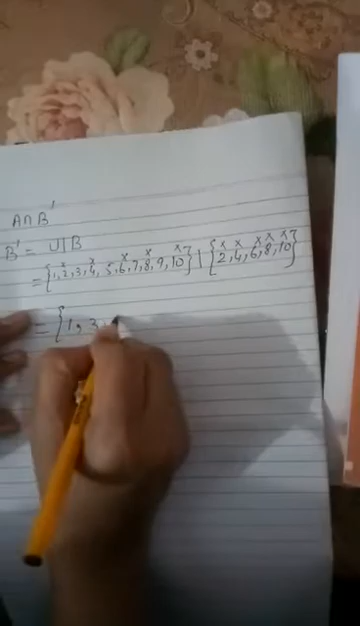 A∩B'
B' = U|B
= {1,2,3,4,5,6,7,8,9,10} | {2,4,6,8,10}
= {1,3,